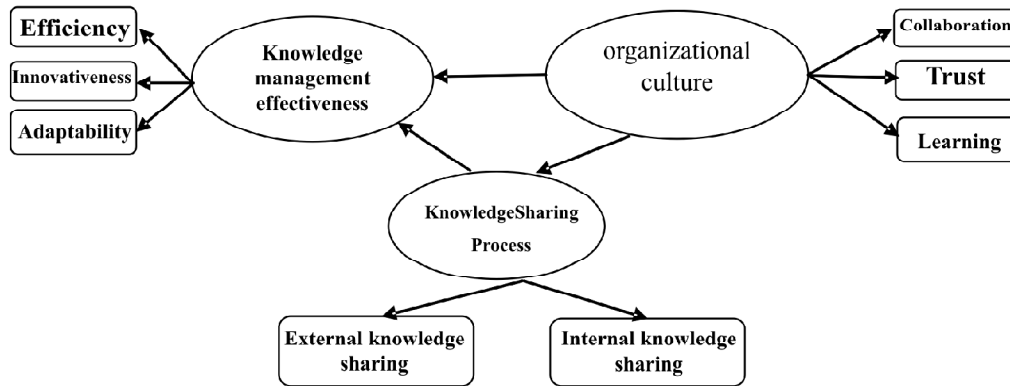 Efficiency
Innovativeness
Adaptability
Knowledge
management
effectiveness
organizational
culture
Collaboration
Trust
Learning
KnowledgeSharing
Process
External knowledge
sharing
Internal knowledge
sharing